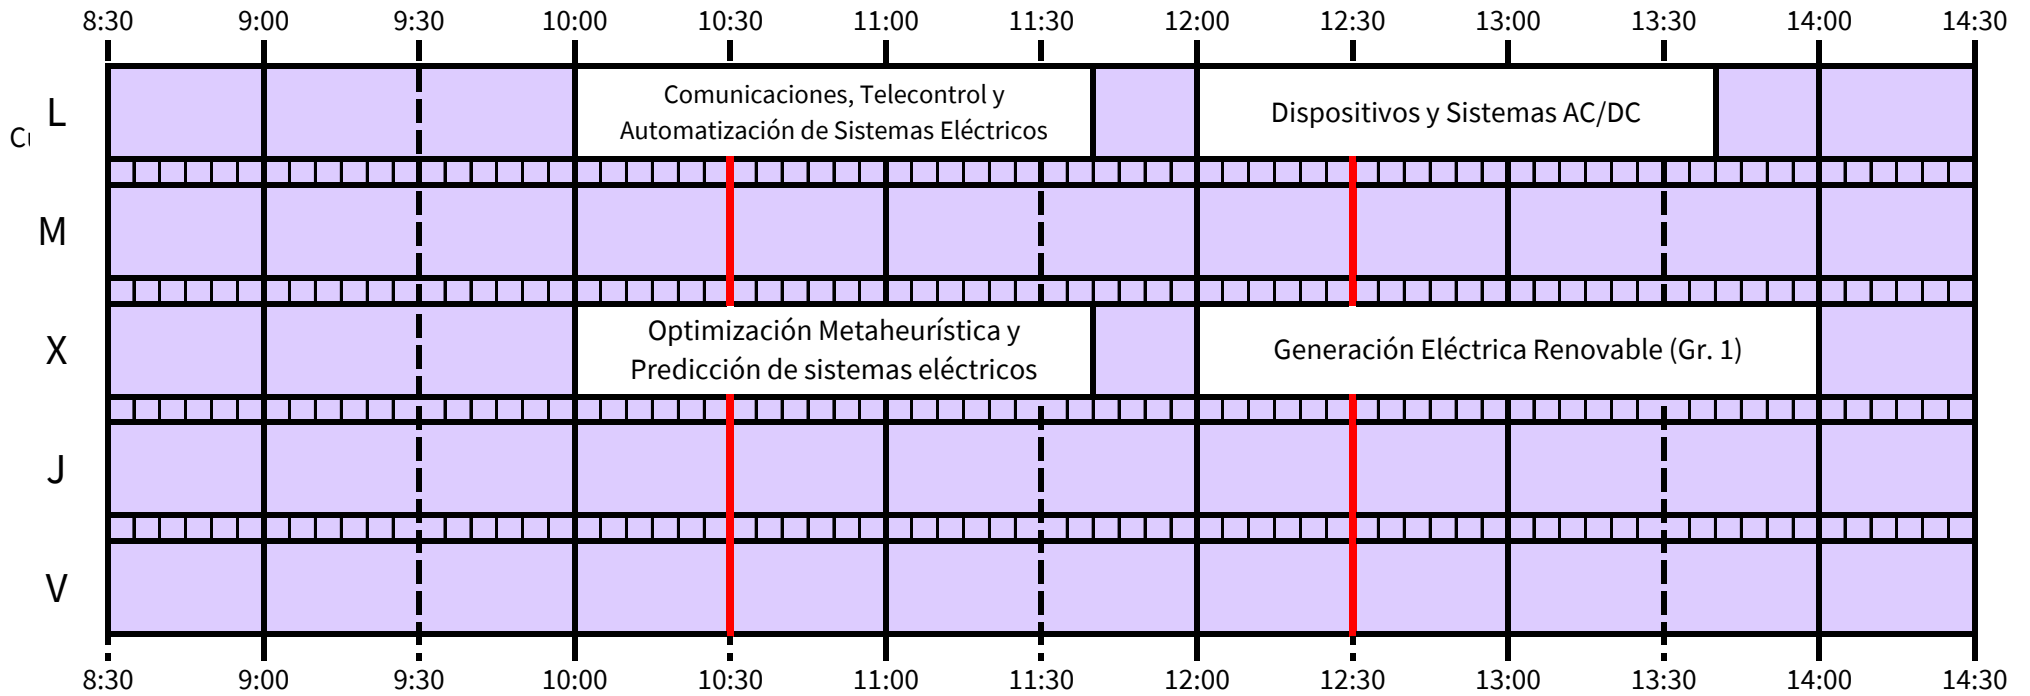 8:30 9:00 9:30 10:00 10:30 11:00 11:30 12:00 12:30 13:00 13:30 14:00 14:30
L
Comunicaciones, Telecontrol y
Automatización de Sistemas Eléctricos
Dispositivos y Sistemas AC/DC
M
X
Optimización Metaheurística y
Predicción de sistemas eléctricos
Generación Eléctrica Renovable (Gr. 1)
J
V
8:30 9:00 9:30 10:00 10:30 11:00 11:30 12:00 12:30 13:00 13:30 14:00 14:30